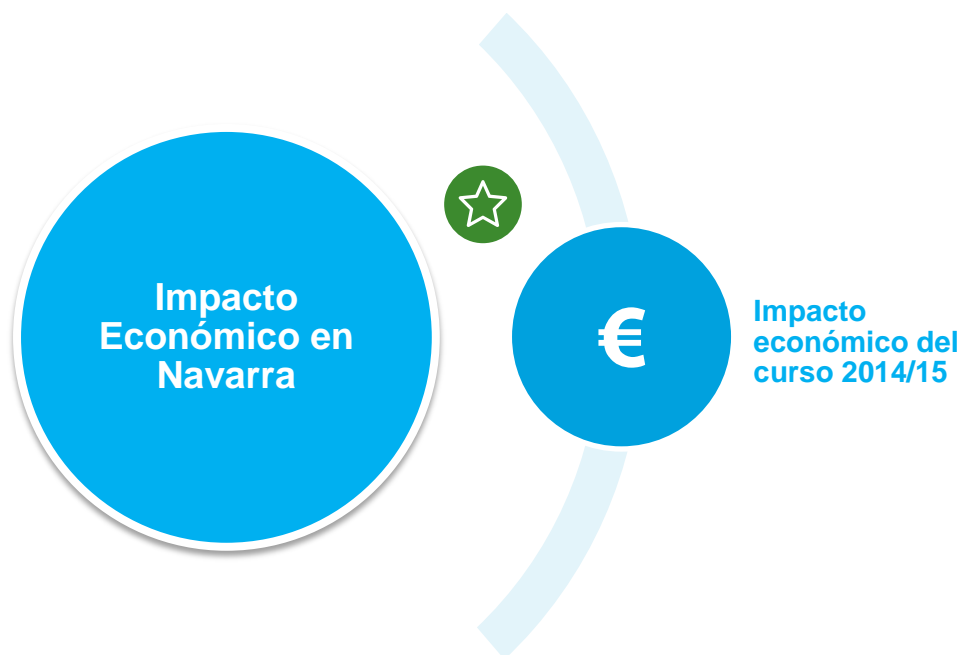 Impacto
Económico en
Navarra
€
Impacto
económico del
curso 2014/15